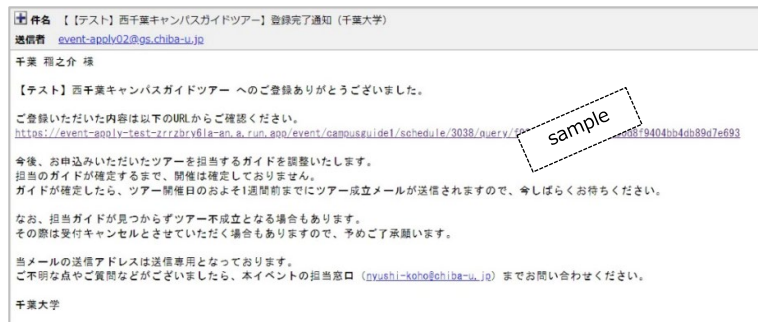 件名 【【テスト】西千葉キャンパスガイドツアー】登録完了通知（千葉大学）
送信者 event-apply02@gs.chiba-u.jp
千葉 稲之介 様
【テスト】西千葉キャンパスガイドツアー へのご登録ありがとうございました。
ご登録いただいた内容は以下のURLからご確認ください。
https://event-apply-test-zrrzbry6la-an.a.run.app/event/campusguide1/schedule/3038/query/
sample
今後、お申込みいただいたツアーを担当するガイドを調整いたします。
担当のガイドが確定するまで、開催は確定しておりません。
ガイドが確定したら、ツアー開催日のおよそ1週間前までにツアー成立メールが送信されますので、今しばらくお待ちください。
なお、担当ガイドが見つからずツアー不成立となる場合もあります。
その際は受付キャンセルとさせていただく場合もありますので、予めご了承願います。
当メールの送信アドレスは送信専用となっております。
ご不明な点やご質問などがございましたら、本イベントの担当窓口（nyushi-koho@chiba-u.jp）までお問い合わせください。
千葉大学